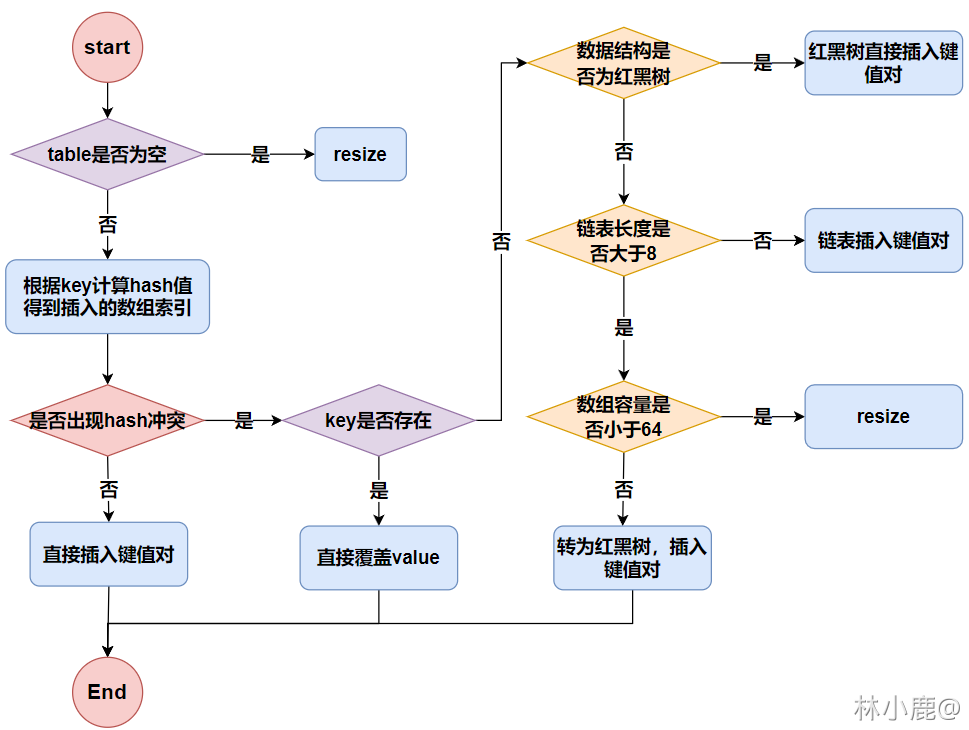 start
table是否为空
是
resize
否
根据key计算hash值
得到插入的数组索引
是否出现hash冲突
是
key是否存在
否
否
直接插入键值对
是
直接覆盖value
数据结构是
否为红黑树
是
红黑树直接插入键
值对
否
链表长度是
否大于8
否
链表插入键值对
是
数组容量是
否小于64
是
resize
否
转为红黑树，插入
键值对
End
林小鹿@